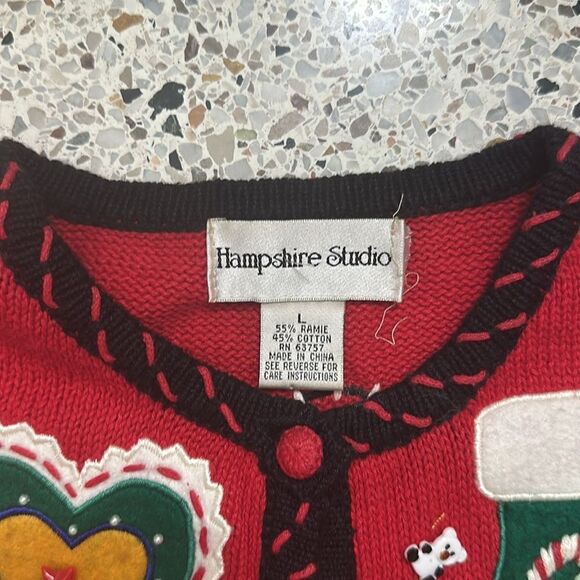 Hampshire Studio
L
55% RAMIE
45% COTTON
RN 63757
MADE IN CHINA
SEE REVERSE FOR
CARE INSTRUCTIONS